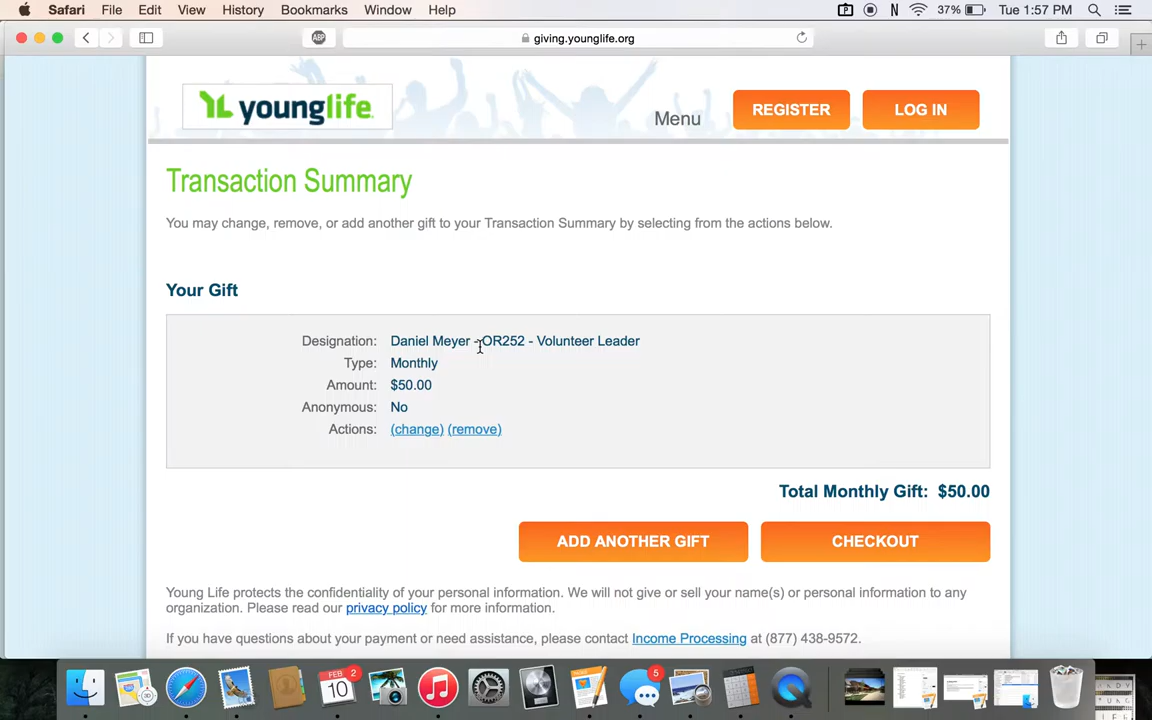 Safari File Edit View History Bookmarks Window Help 37% Tue 1:57 PM
ABP giving.younglife.org
younglife.
Menu REGISTER LOG IN
Transaction Summary
You may change, remove, or add another gift to your Transaction Summary by selecting from the actions below.
Your Gift
Designation: Daniel Meyer - OR252 - Volunteer Leader
Type: Monthly
Amount: $50.00
Anonymous: No
Actions: (change) (remove)
Total Monthly Gift: $50.00
ADD ANOTHER GIFT CHECKOUT
Young Life protects the confidentiality of your personal information. We will not give or sell your name(s) or personal information to any
organization. Please read our privacy policy for more information.
If you have questions about your payment or need assistance, please contact Income Processing at (877) 438-9572.
3D FEB 10 2 5